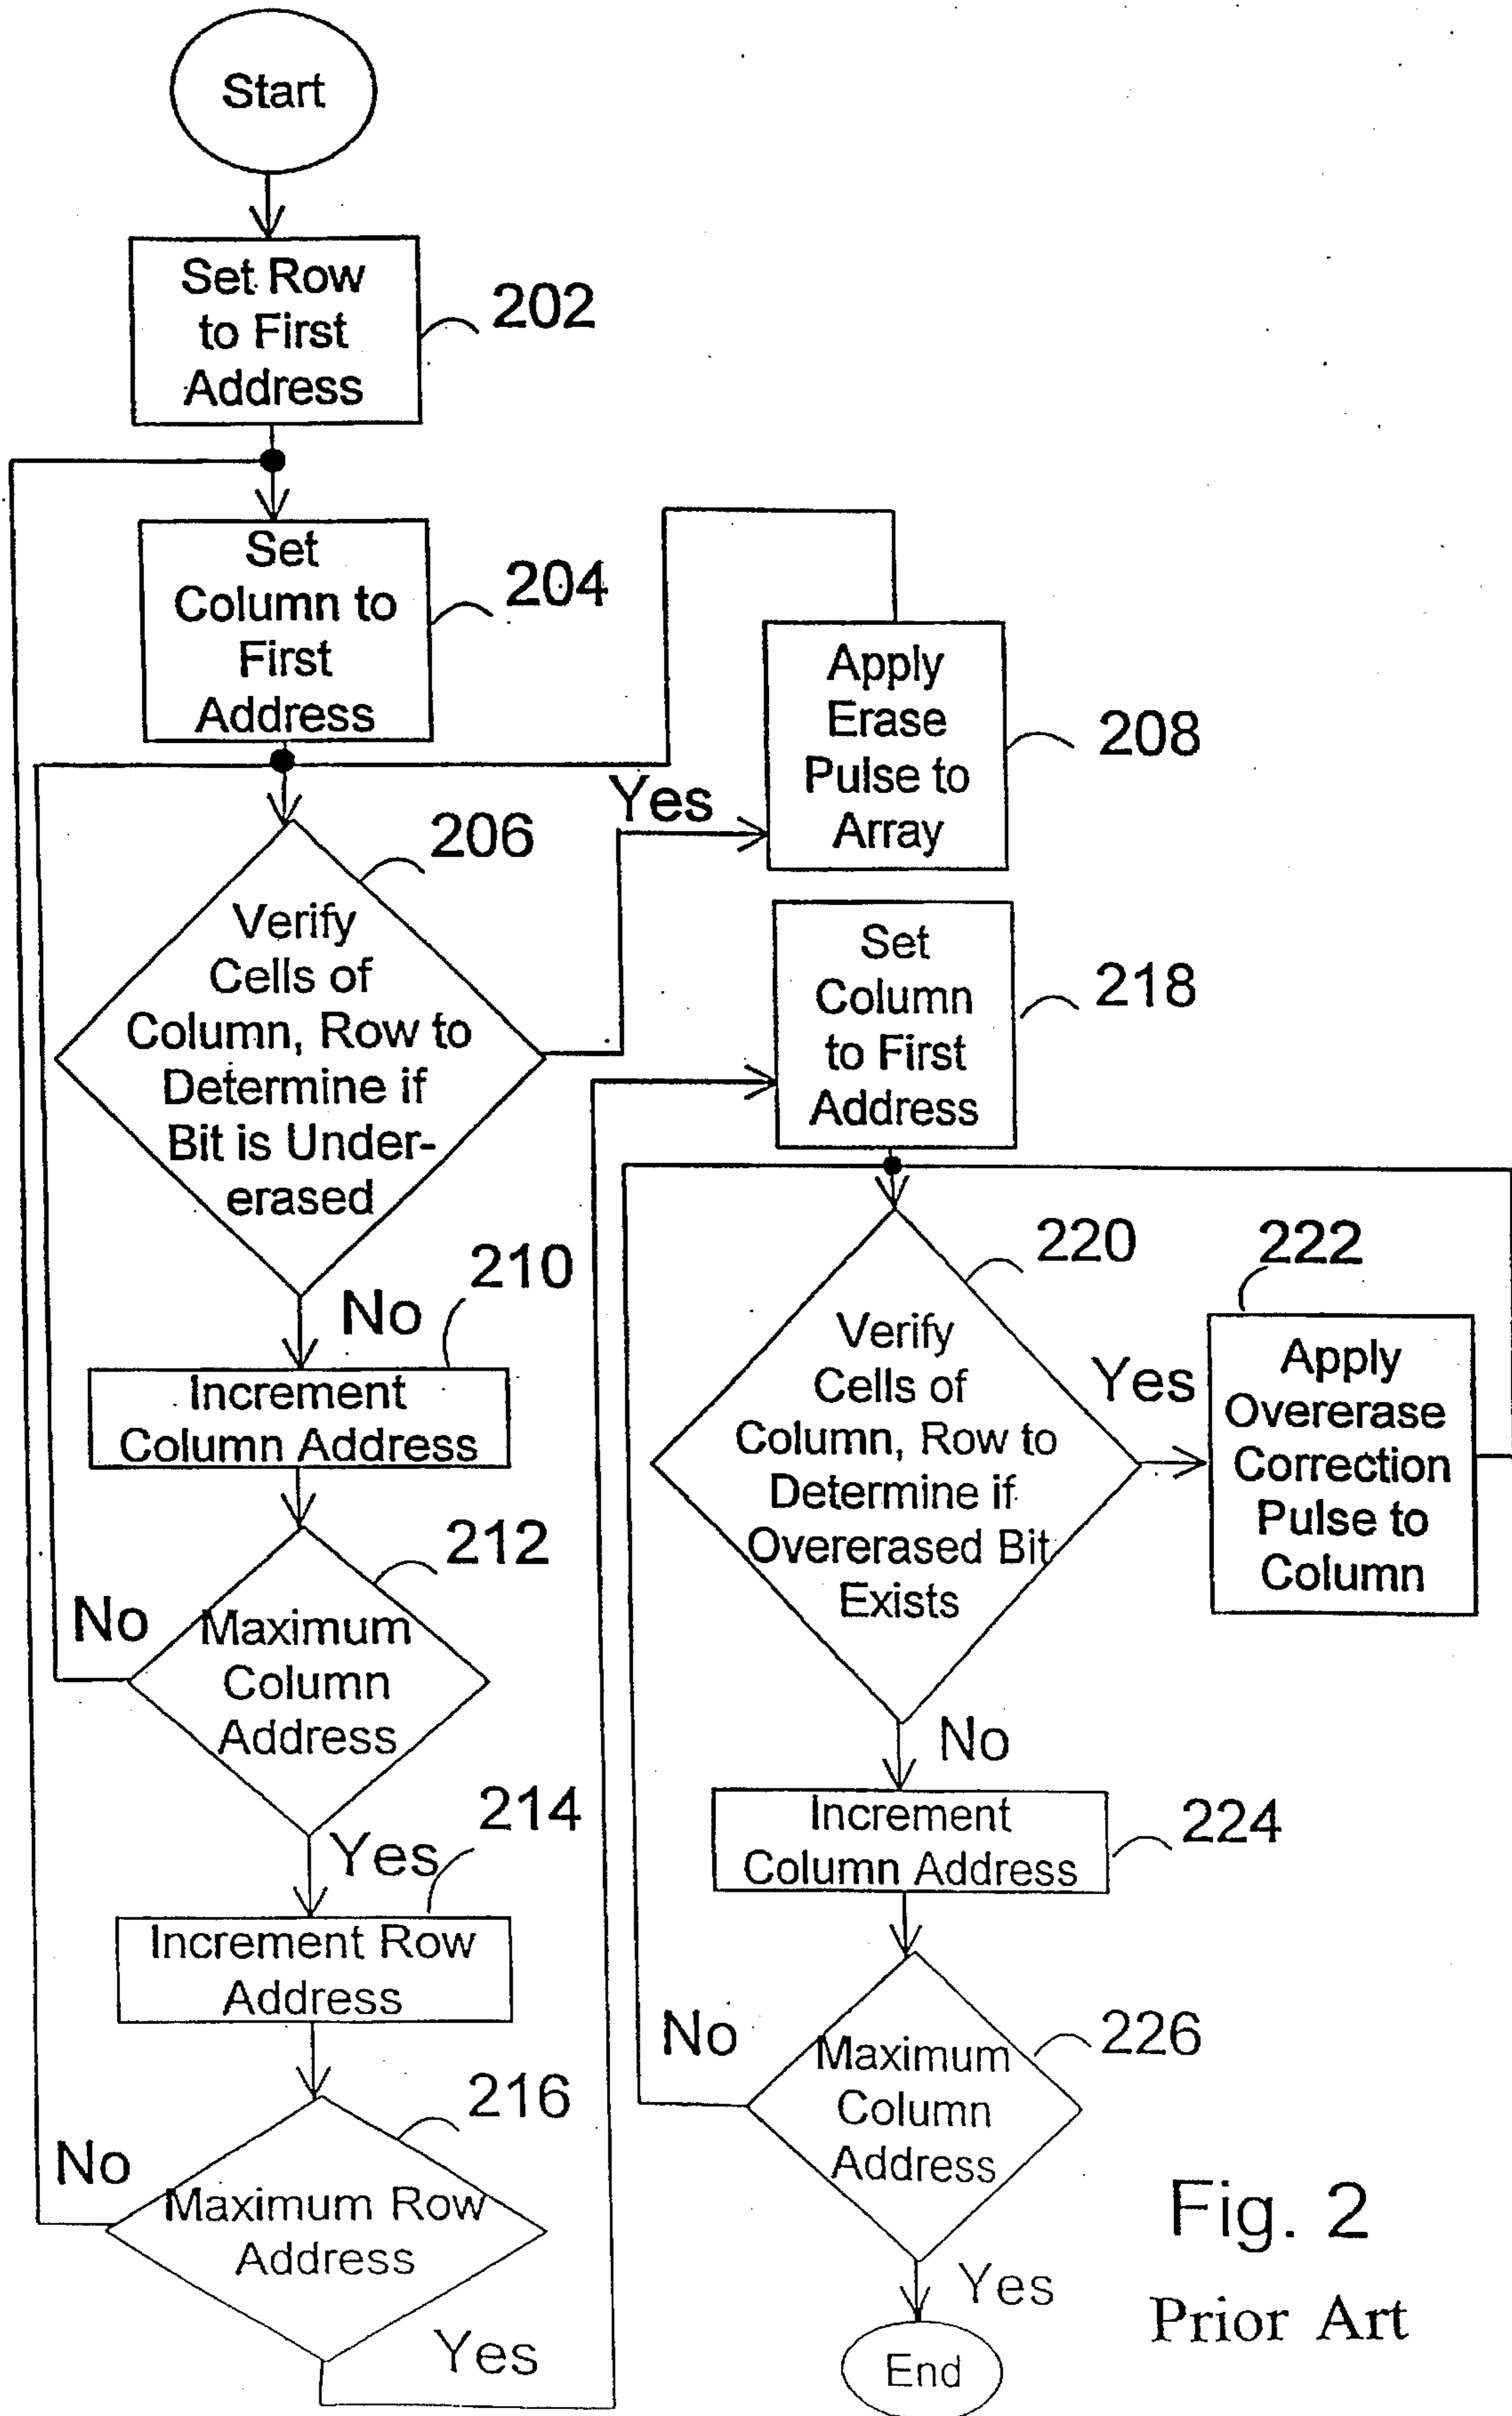 Start
Set Row
to First
Address
202
Set
Column to
First
Address
204
Apply
Erase
Pulse to
Array
208
Yes
206
Verify
Cells of
Column, Row to
Determine if
Bit is Under-
erased
No
210
Increment
Column Address
212
No
Maximum
Column
Address
Yes
214
Increment Row
Address
216
No
Maximum Row
Address
Yes
Set
Column
to First
Address
218
220
Verify
Cells of
Column, Row to
Determine if
Overerased Bit
Exists
Yes
222
Apply
Overerase
Correction
Pulse to
Column
No
Increment
Column Address
224
No
Maximum
Column
Address
226
Yes
End
Fig. 2
Prior Art